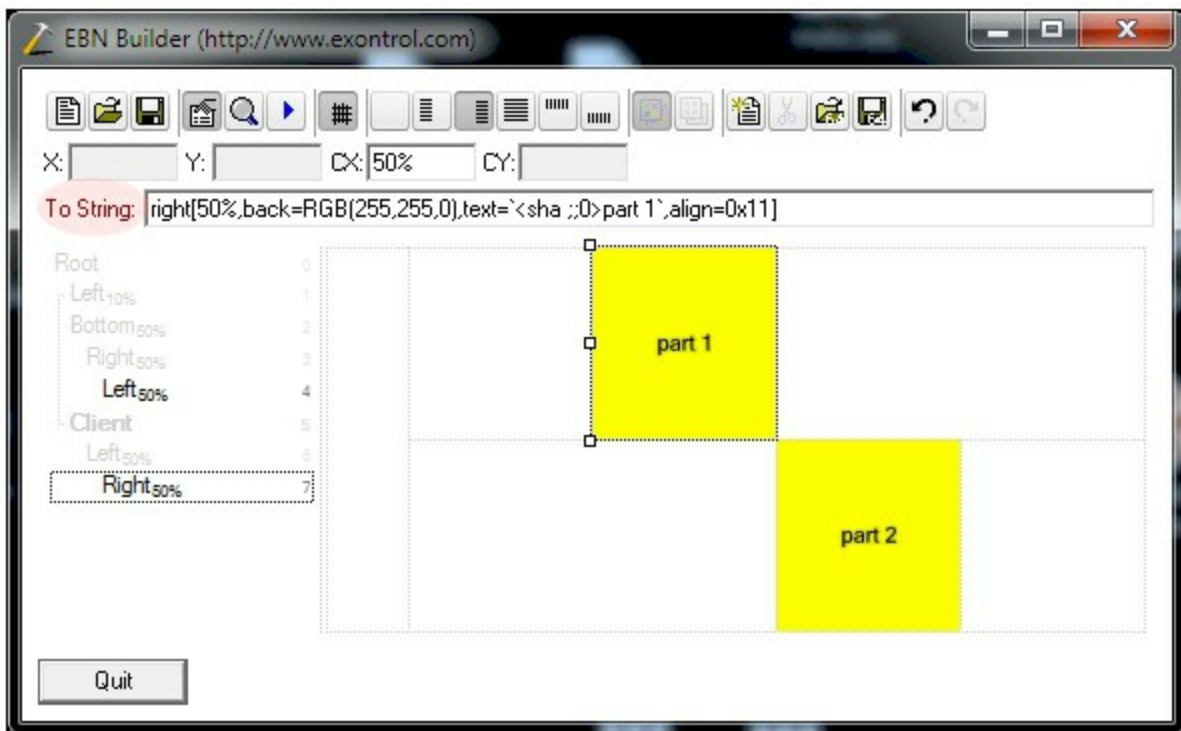 EBN Builder (http://www.exontrol.com)
X: Y: CX: 50% CY:
To String: right[50%,back=RGB(255,255,0),text=`<sha ;;0>part 1`,align=0x11]
Root 0
Left10% 1
Bottom50% 2
Right50% 3
Left50% 4
Client 5
Left50% 6
Right50% 7
part 1
part 2
Quit